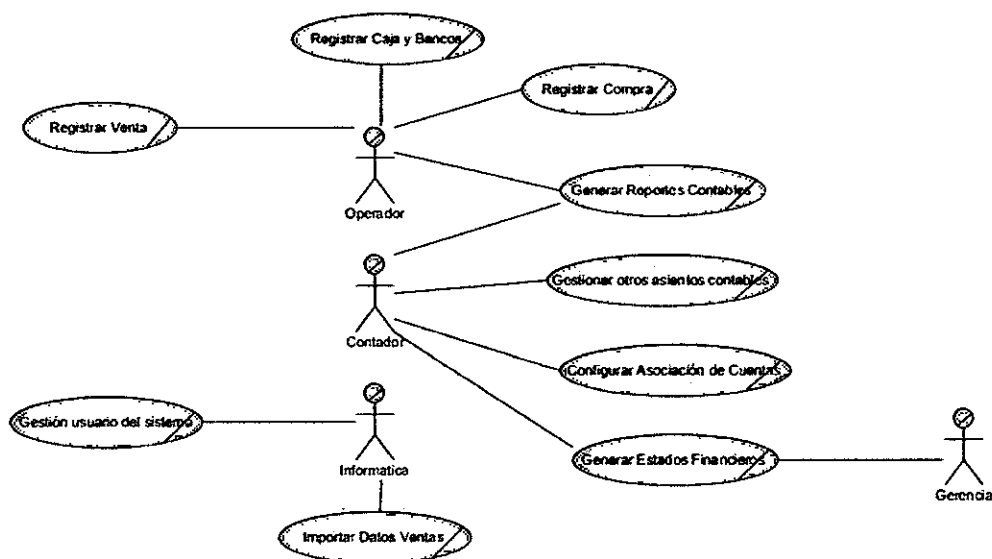 Registrar Caja y Bancos
Registrar Compra
Registrar Venta
Operador
Generar Reportes Contables
Gestionar otros asientos contables
Contador
Configurar Asociación de Cuentas
Gestión usuario del sistema
Informatica
Generar Estados Financieros
Gerencia
Importar Datos Ventas